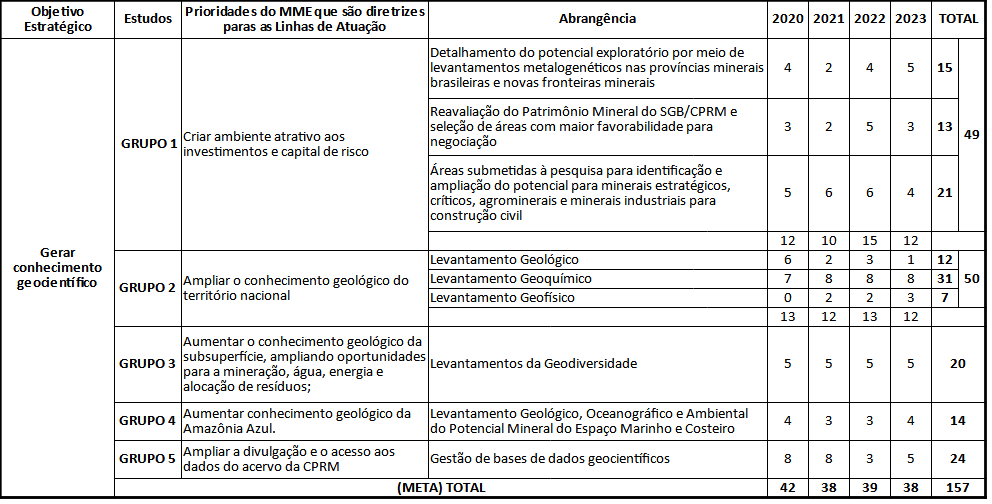 Objetivo
Estratégico
Estudos
Prioridades do MME que são diretrizes
paras as Linhas de Atuação
Abrangência
2020 2021 2022 2023 TOTAL
Gerar
conhecimento
geocientífico
GRUPO 1
Criar ambiente atrativo aos
investimentos e capital de risco
Detalhamento do potencial exploratório por meio de
levantamentos metalogenéticos nas províncias minerais
brasileiras e novas fronteiras minerais
4 2 4 5 15
Reavaliação do Patrimônio Mineral do SGB/CPRM e
seleção de áreas com maior favorabilidade para
negociação
3 2 5 3 13
49
Áreas submetidas à pesquisa para identificação e
ampliação do potencial para minerais estratégicos,
críticos, agrominerais e minerais industriais para
construção civil
5 6 6 4 21
12 10 15 12
GRUPO 2
Ampliar o conhecimento geológico do
território nacional
Levantamento Geológico 6 2 3 1 12
Levantamento Geoquímico 7 8 8 8 31 50
Levantamento Geofísico 0 2 2 3 7
13 12 13 12
GRUPO 3
Aumentar o conhecimento geológico da
subsuperfície, ampliando oportunidades
para a mineração, água, energia e
alocação de resíduos;
Levantamentos da Geodiversidade 5 5 5 5 20
GRUPO 4
Aumentar conhecimento geológico da
Amazônia Azul.
Levantamento Geológico, Oceanográfico e Ambiental
do Potencial Mineral do Espaço Marinho e Costeiro
4 3 3 4 14
GRUPO 5
Ampliar a divulgação e o acesso aos
dados do acervo da CPRM
Gestão de bases de dados geocientíficos 8 8 3 5 24
(META) TOTAL 42 38 39 38 157